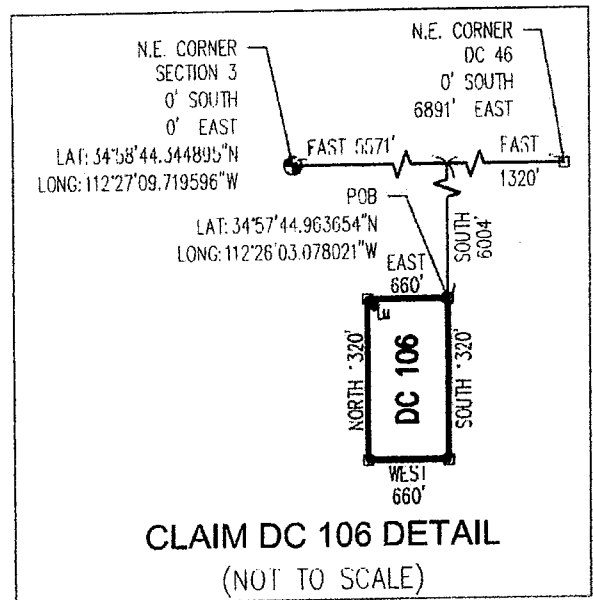 N.E. CORNER
SECTION 3
0' SOUTH
0' EAST
LAT: 34°58'44.344895"N
LONG: 112°27'09.719596"W
N.E. CORNER
DC 46
0' SOUTH
6891' EAST
EAST 5571'
EAST
1320'
POB
LAT: 34°57'44.963654"N
LONG: 112°26'03.078021"W
SOUTH
6004'
EAST
660'
NORTH 1320'
DC 106
SOUTH 1320'
WEST
660'
CLAIM DC 106 DETAIL
(NOT TO SCALE)